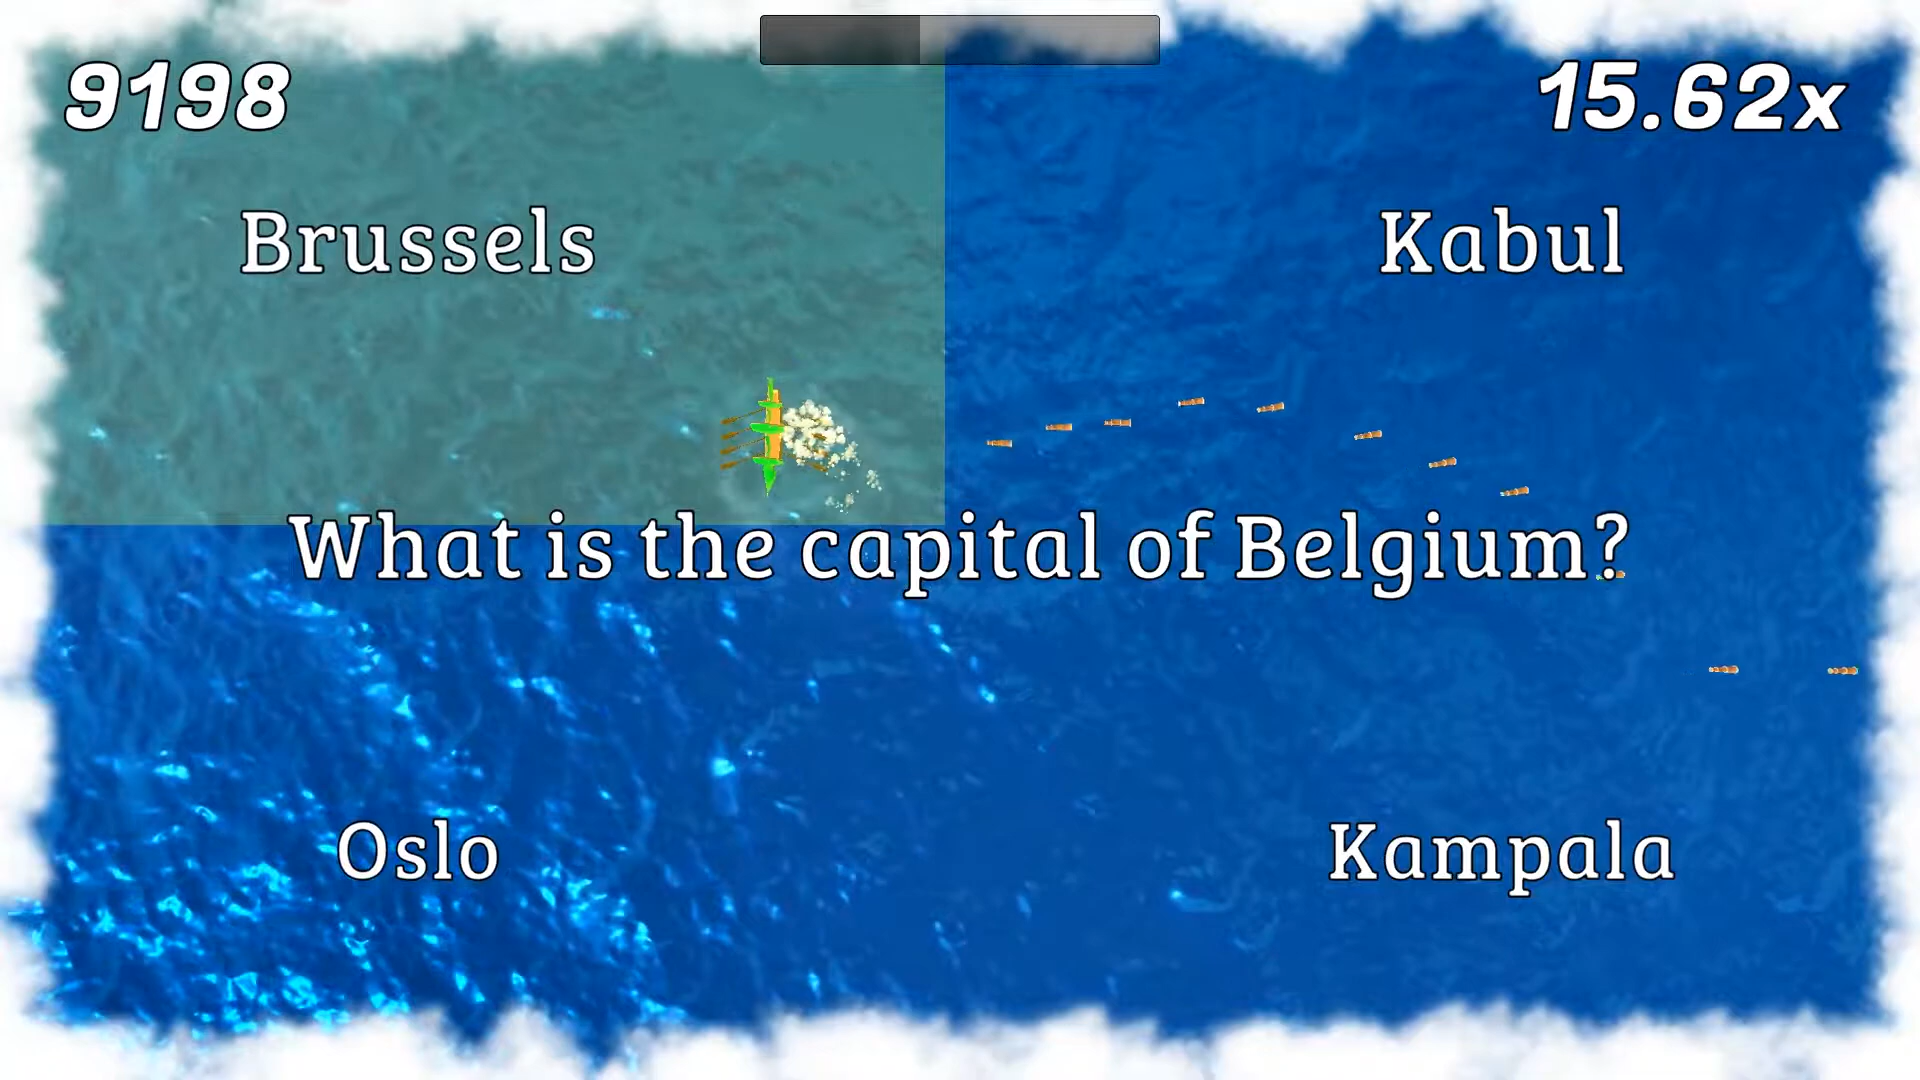 9198
15.62x
Brussels
Kabul
What is the capital of Belgium?
Oslo
Kampala